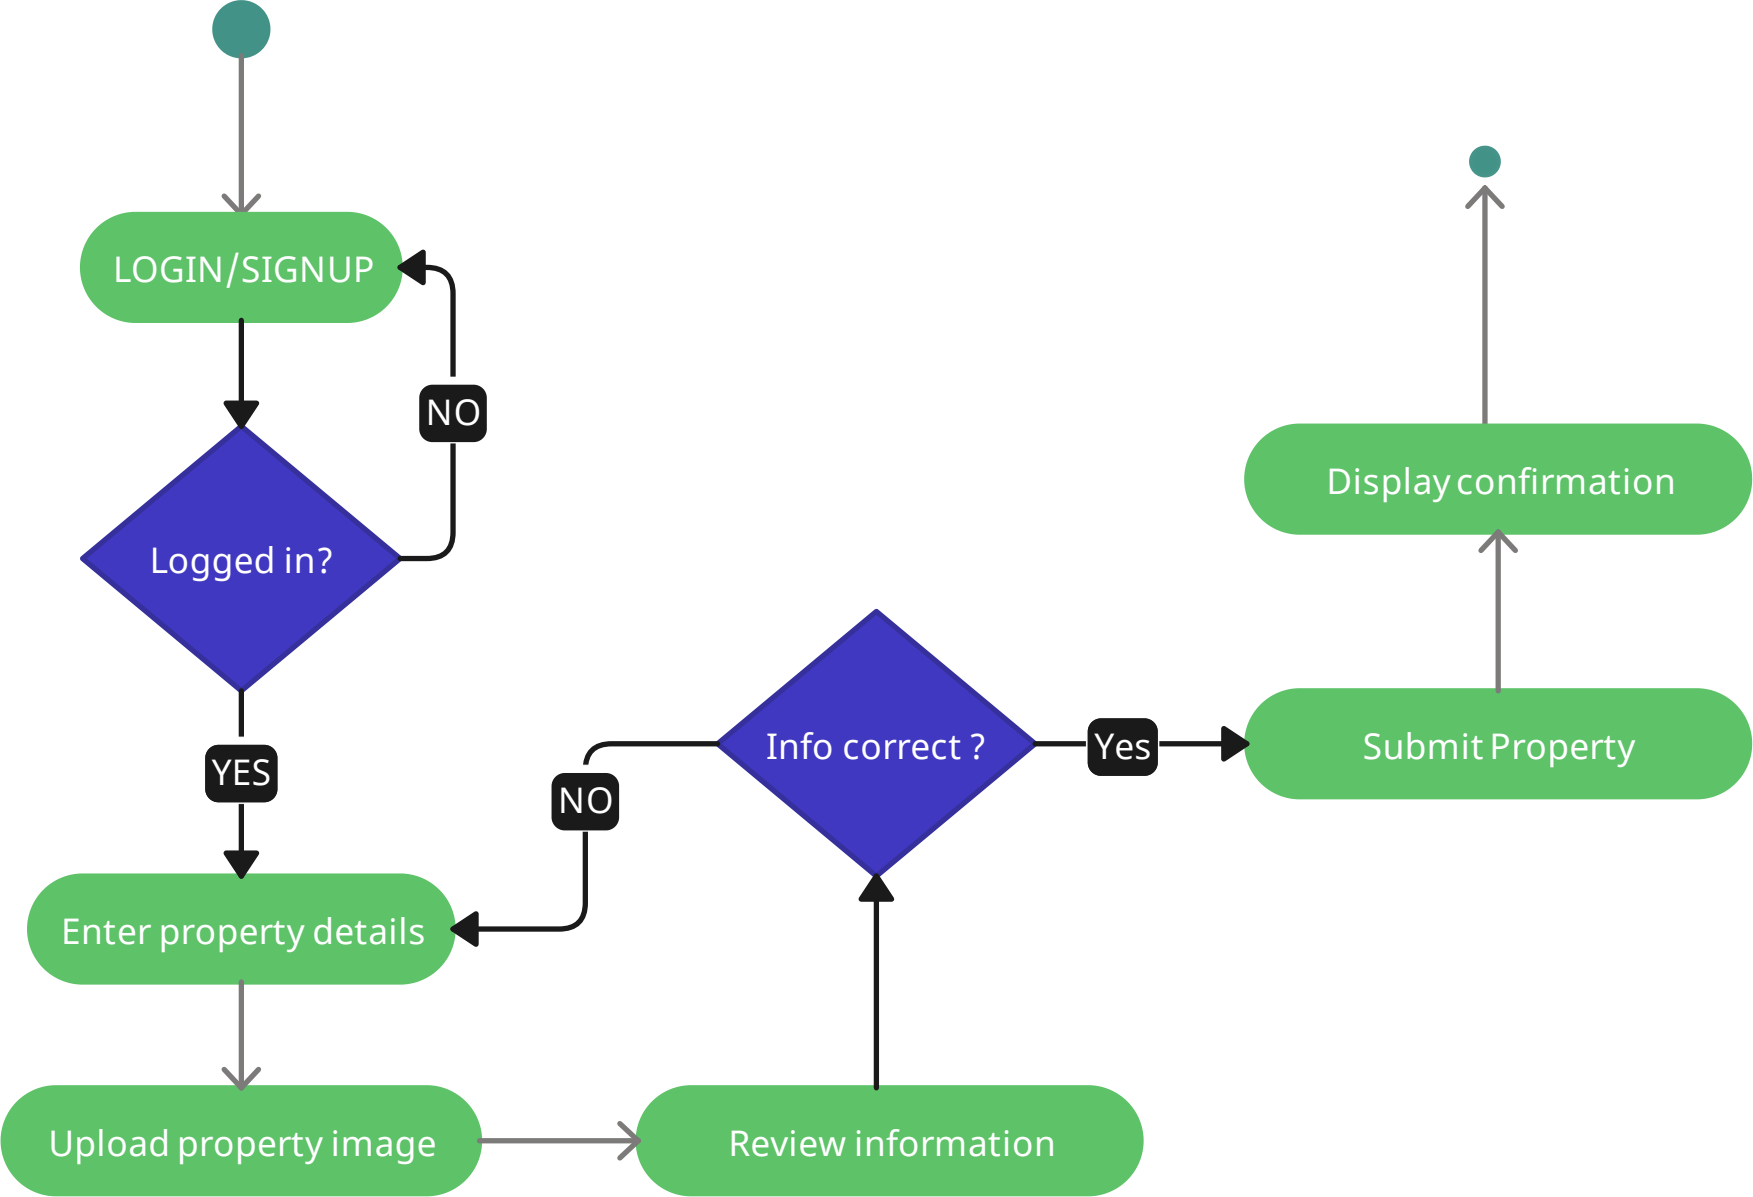 LOGIN/SIGNUP
NO
Logged in?
YES
Enter property details
Upload property image
Review information
NO
Info correct ?
Yes
Submit Property
Display confirmation